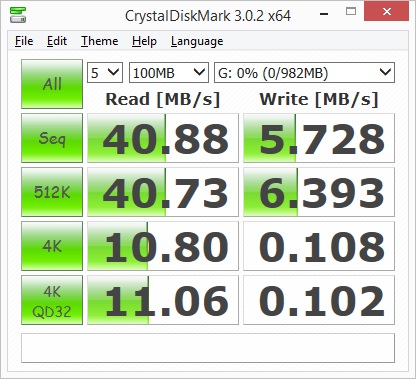 CrystalDiskMark 3.0.2 x64
File Edit Theme Help Language
All 5 100MB G: 0% (0/982MB)
Read [MB/s] Write [MB/s]
Seq 40.88 5.728
512K 40.73 6.393
4K 10.80 0.108
4K QD32 11.06 0.102